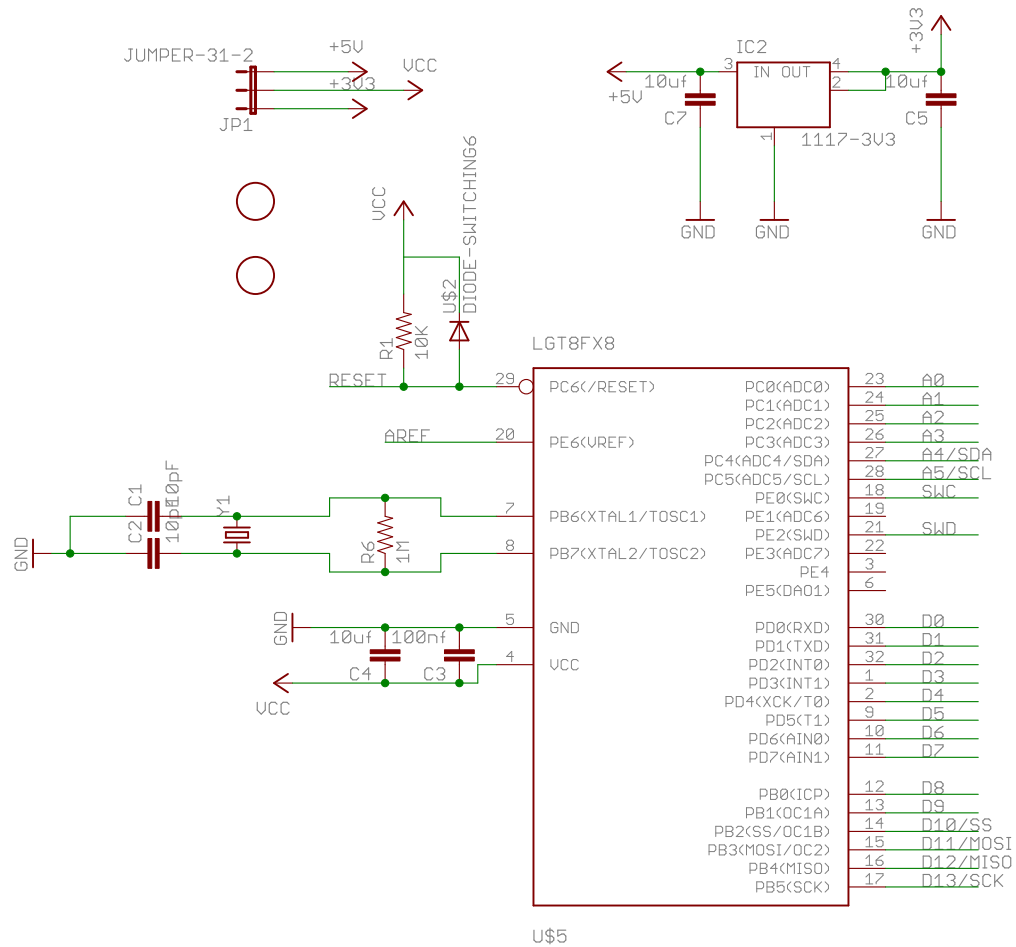 JUMPER-31-2
+5V
VCC
+3V3
JP1
IC2
+3V3
3
IN OUT
4
2
1
10uf
+5V
C7
10uf
C5
1117-3V3
GND
GND
GND
VCC
U$2
DIODE-SWITCHING6
R1
10K
LGT8FX8
RESET
29
PC6(/RESET)
AREF
20
PE6(VREF)
C1
10pF
C2
10pF
Y1
GND
R6
1M
7
PB6(XTAL1/TOSC1)
8
PB7(XTAL2/TOSC2)
GND
10uf
100nf
C4
C3
VCC
5
GND
4
VCC
PC0(ADC0) 23 A0
PC1(ADC1) 24 A1
PC2(ADC2) 25 A2
PC3(ADC3) 26 A3
PC4(ADC4/SDA) 27 A4/SDA
PC5(ADC5/SCL) 28 A5/SCL
PE0(SWC) 18 SWC
PE1(ADC6) 19
PE2(SWD) 21 SWD
PE3(ADC7) 22
PE4 3
PE5(DAO1) 6
PD0(RXD) 30 D0
PD1(TXD) 31 D1
PD2(INT0) 32 D2
PD3(INT1) 1 D3
PD4(XCK/T0) 2 D4
PD5(T1) 9 D5
PD6(AIN0) 10 D6
PD7(AIN1) 11 D7
PB0(ICP) 12 D8
PB1(OC1A) 13 D9
PB2(SS/OC1B) 14 D10/SS
PB3(MOSI/OC2) 15 D11/MOSI
PB4(MISO) 16 D12/MISO
PB5(SCK) 17 D13/SCK
U$5